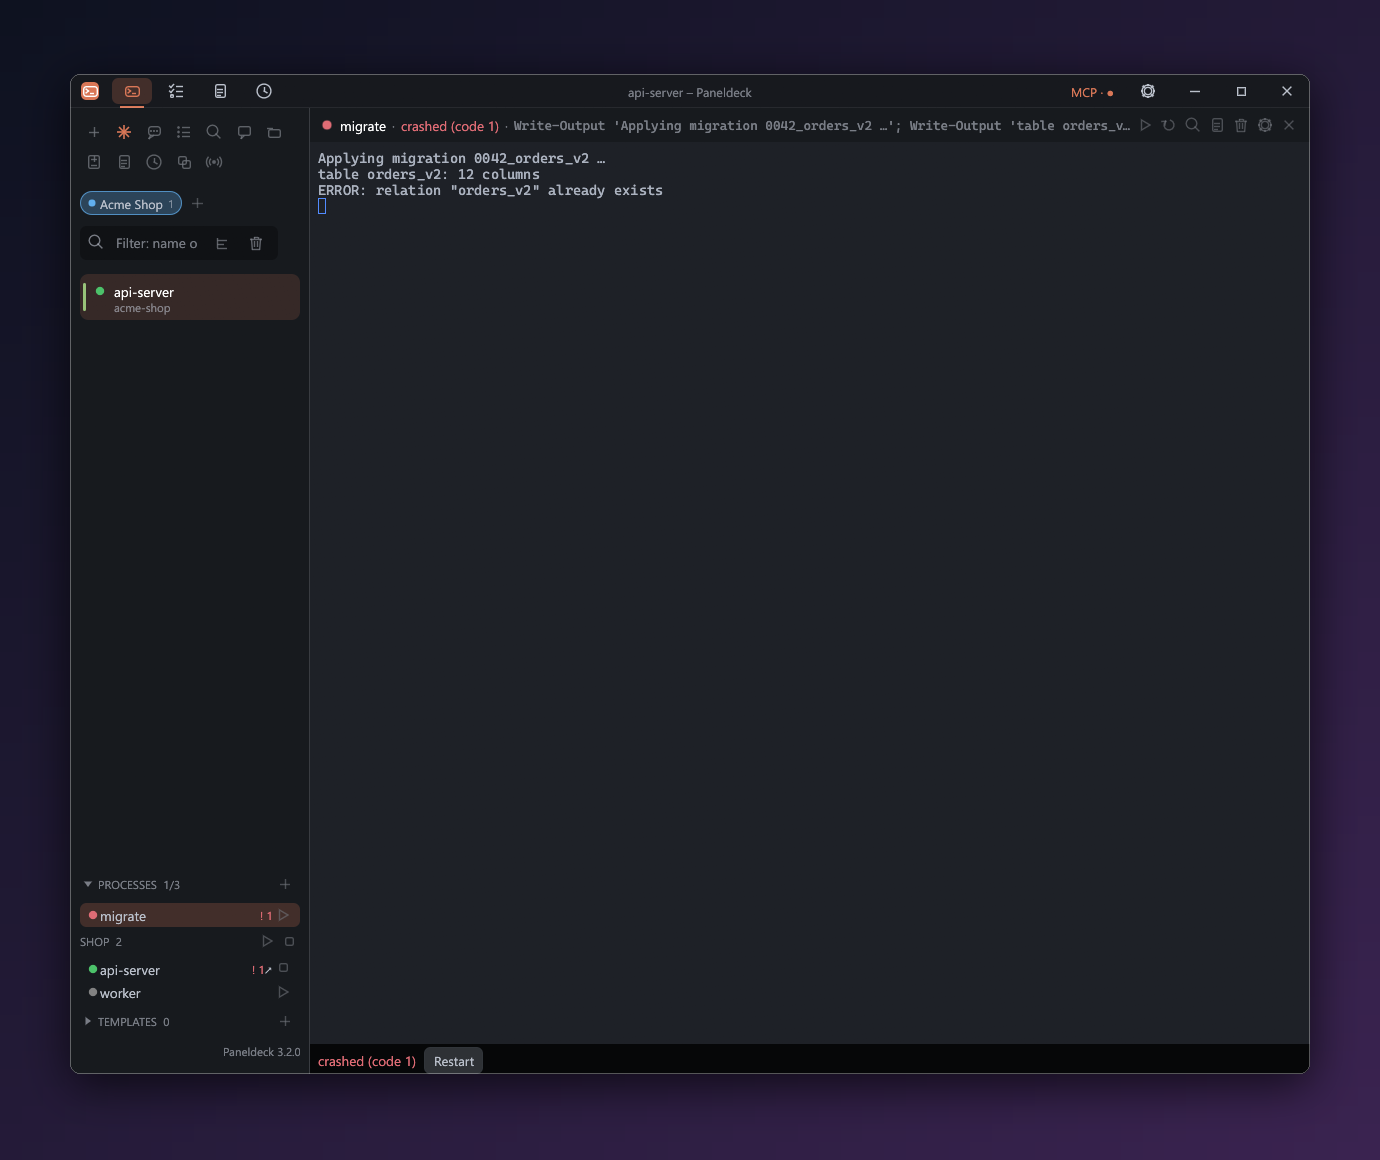 api-server – Paneldeck
MCP ·
migrate · crashed (code 1) · Write-Output 'Applying migration 0042_orders_v2 …'; Write-Output 'table orders_v…
Applying migration 0042_orders_v2 …
table orders_v2: 12 columns
ERROR: relation "orders_v2" already exists
Acme Shop 1
Filter: name o
api-server
acme-shop
PROCESSES 1/3
migrate ! 1
SHOP 2
api-server ! 1
worker
TEMPLATES 0
Paneldeck 3.2.0
crashed (code 1) Restart